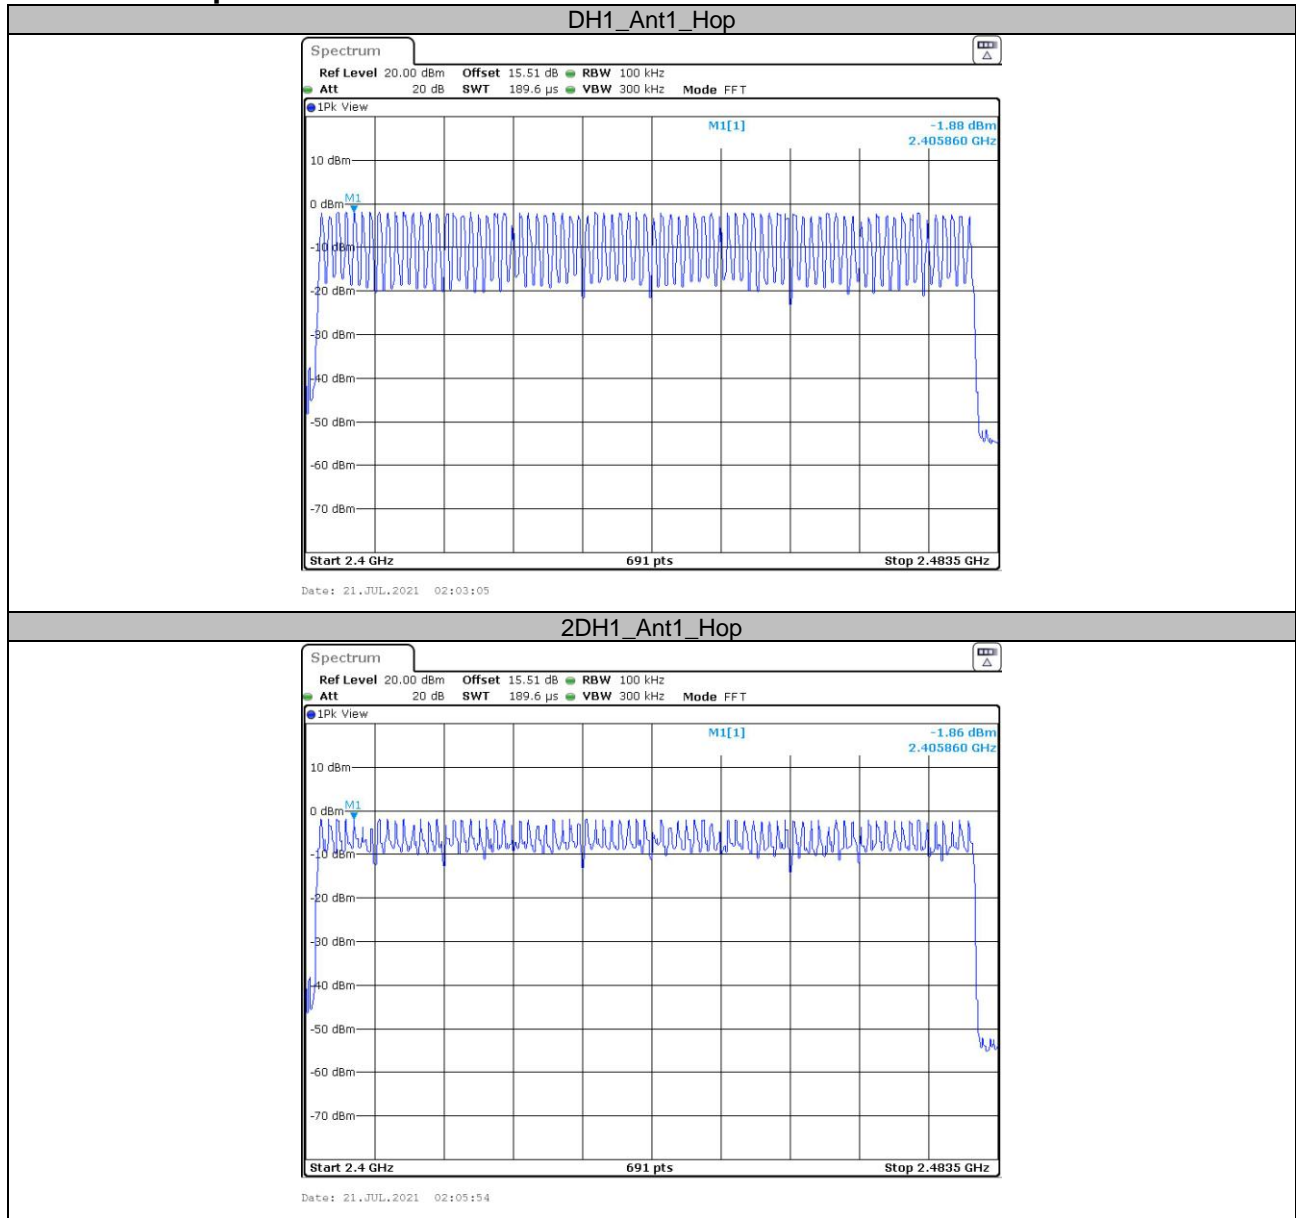 DH1_Ant1_Hop
Spectrum
Ref Level 20.00 dBm Offset 15.51 dB RBW 100 kHz
Att 20 dB SWT 189.6 µs VBW 300 kHz Mode FFT
1Pk View
M1[1] -1.88 dBm
2.405860 GHz
10 dBm
M1
0 dBm
-10 dBm
-20 dBm
-30 dBm
-40 dBm
-50 dBm
-60 dBm
-70 dBm
Start 2.4 GHz 691 pts Stop 2.4835 GHz
Date: 21.JUL.2021 02:03:05
2DH1_Ant1_Hop
Spectrum
Ref Level 20.00 dBm Offset 15.51 dB RBW 100 kHz
Att 20 dB SWT 189.6 µs VBW 300 kHz Mode FFT
1Pk View
M1[1] -1.86 dBm
2.405860 GHz
10 dBm
M1
0 dBm
-10 dBm
-20 dBm
-30 dBm
-40 dBm
-50 dBm
-60 dBm
-70 dBm
Start 2.4 GHz 691 pts Stop 2.4835 GHz
Date: 21.JUL.2021 02:05:54